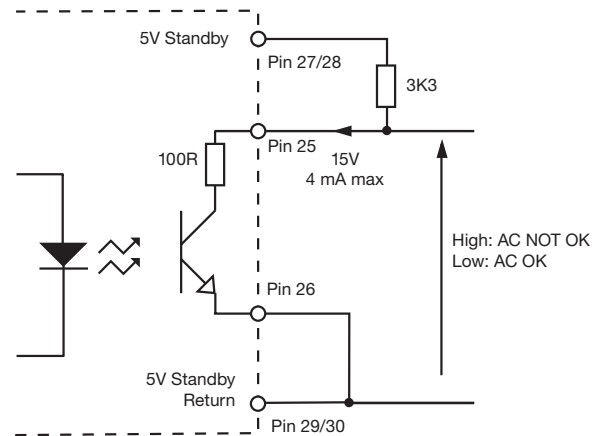 5V Standby
Pin 27/28
3K3
Pin 25
100R
15V
4 mA max
High: AC NOT OK
Low: AC OK
Pin 26
5V Standby
Return
Pin 29/30